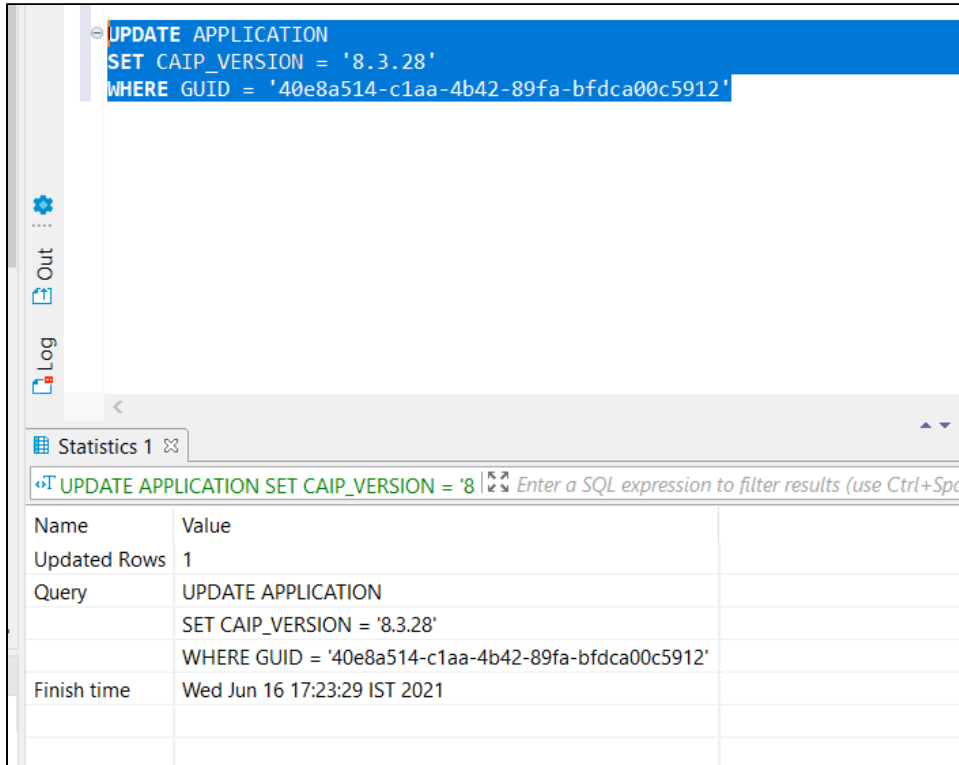 UPDATE APPLICATION
SET CAIP_VERSION = '8.3.28'
WHERE GUID = '40e8a514-c1aa-4b42-89fa-bfdca00c5912'
Out
Log
Statistics 1
UPDATE APPLICATION SET CAIP_VERSION = '8 Enter a SQL expression to filter results (use Ctrl+Spa
Name Value
Updated Rows 1
Query UPDATE APPLICATION
SET CAIP_VERSION = '8.3.28'
WHERE GUID = '40e8a514-c1aa-4b42-89fa-bfdca00c5912'
Finish time Wed Jun 16 17:23:29 IST 2021